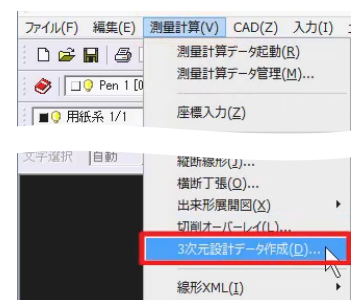 ファイル(F) 編集(E) 測量計算(V) CAD(Z) 入力(I)
測量計算データ起動(R)
測量計算データ管理(M)...
Pen 1 [0
座標入力(Z)
用紙系 1/1
文字選択 自動
縦断線形(J)...
横断丁張(O)...
出来形展開図(X)
切削オーバーレイ(L)...
3次元設計データ作成(D)...
線形XML(I)